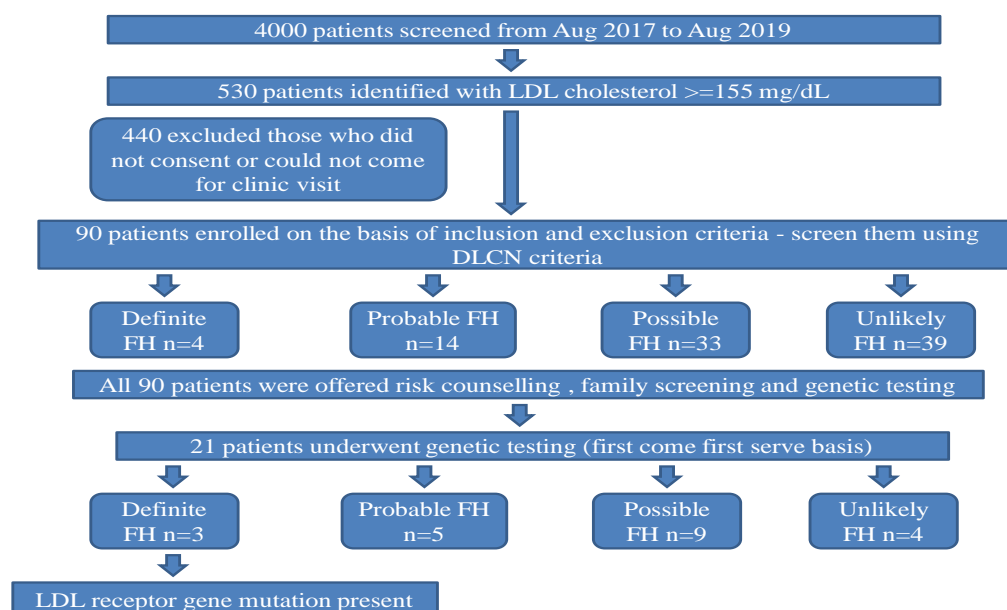 4000 patients screened from Aug 2017 to Aug 2019
530 patients identified with LDL cholesterol >=155 mg/dL
440 excluded those who did
not consent or could not come
for clinic visit
90 patients enrolled on the basis of inclusion and exclusion criteria - screen them using
DLCN criteria
Definite
FH n=4
Probable FH
n=14
Possible
FH n=33
Unlikely
FH n=39
All 90 patients were offered risk counselling , family screening and genetic testing
21 patients underwent genetic testing (first come first serve basis)
Definite
FH n=3
Probable FH
n=5
Possible
FH n=9
Unlikely
FH n=4
LDL receptor gene mutation present